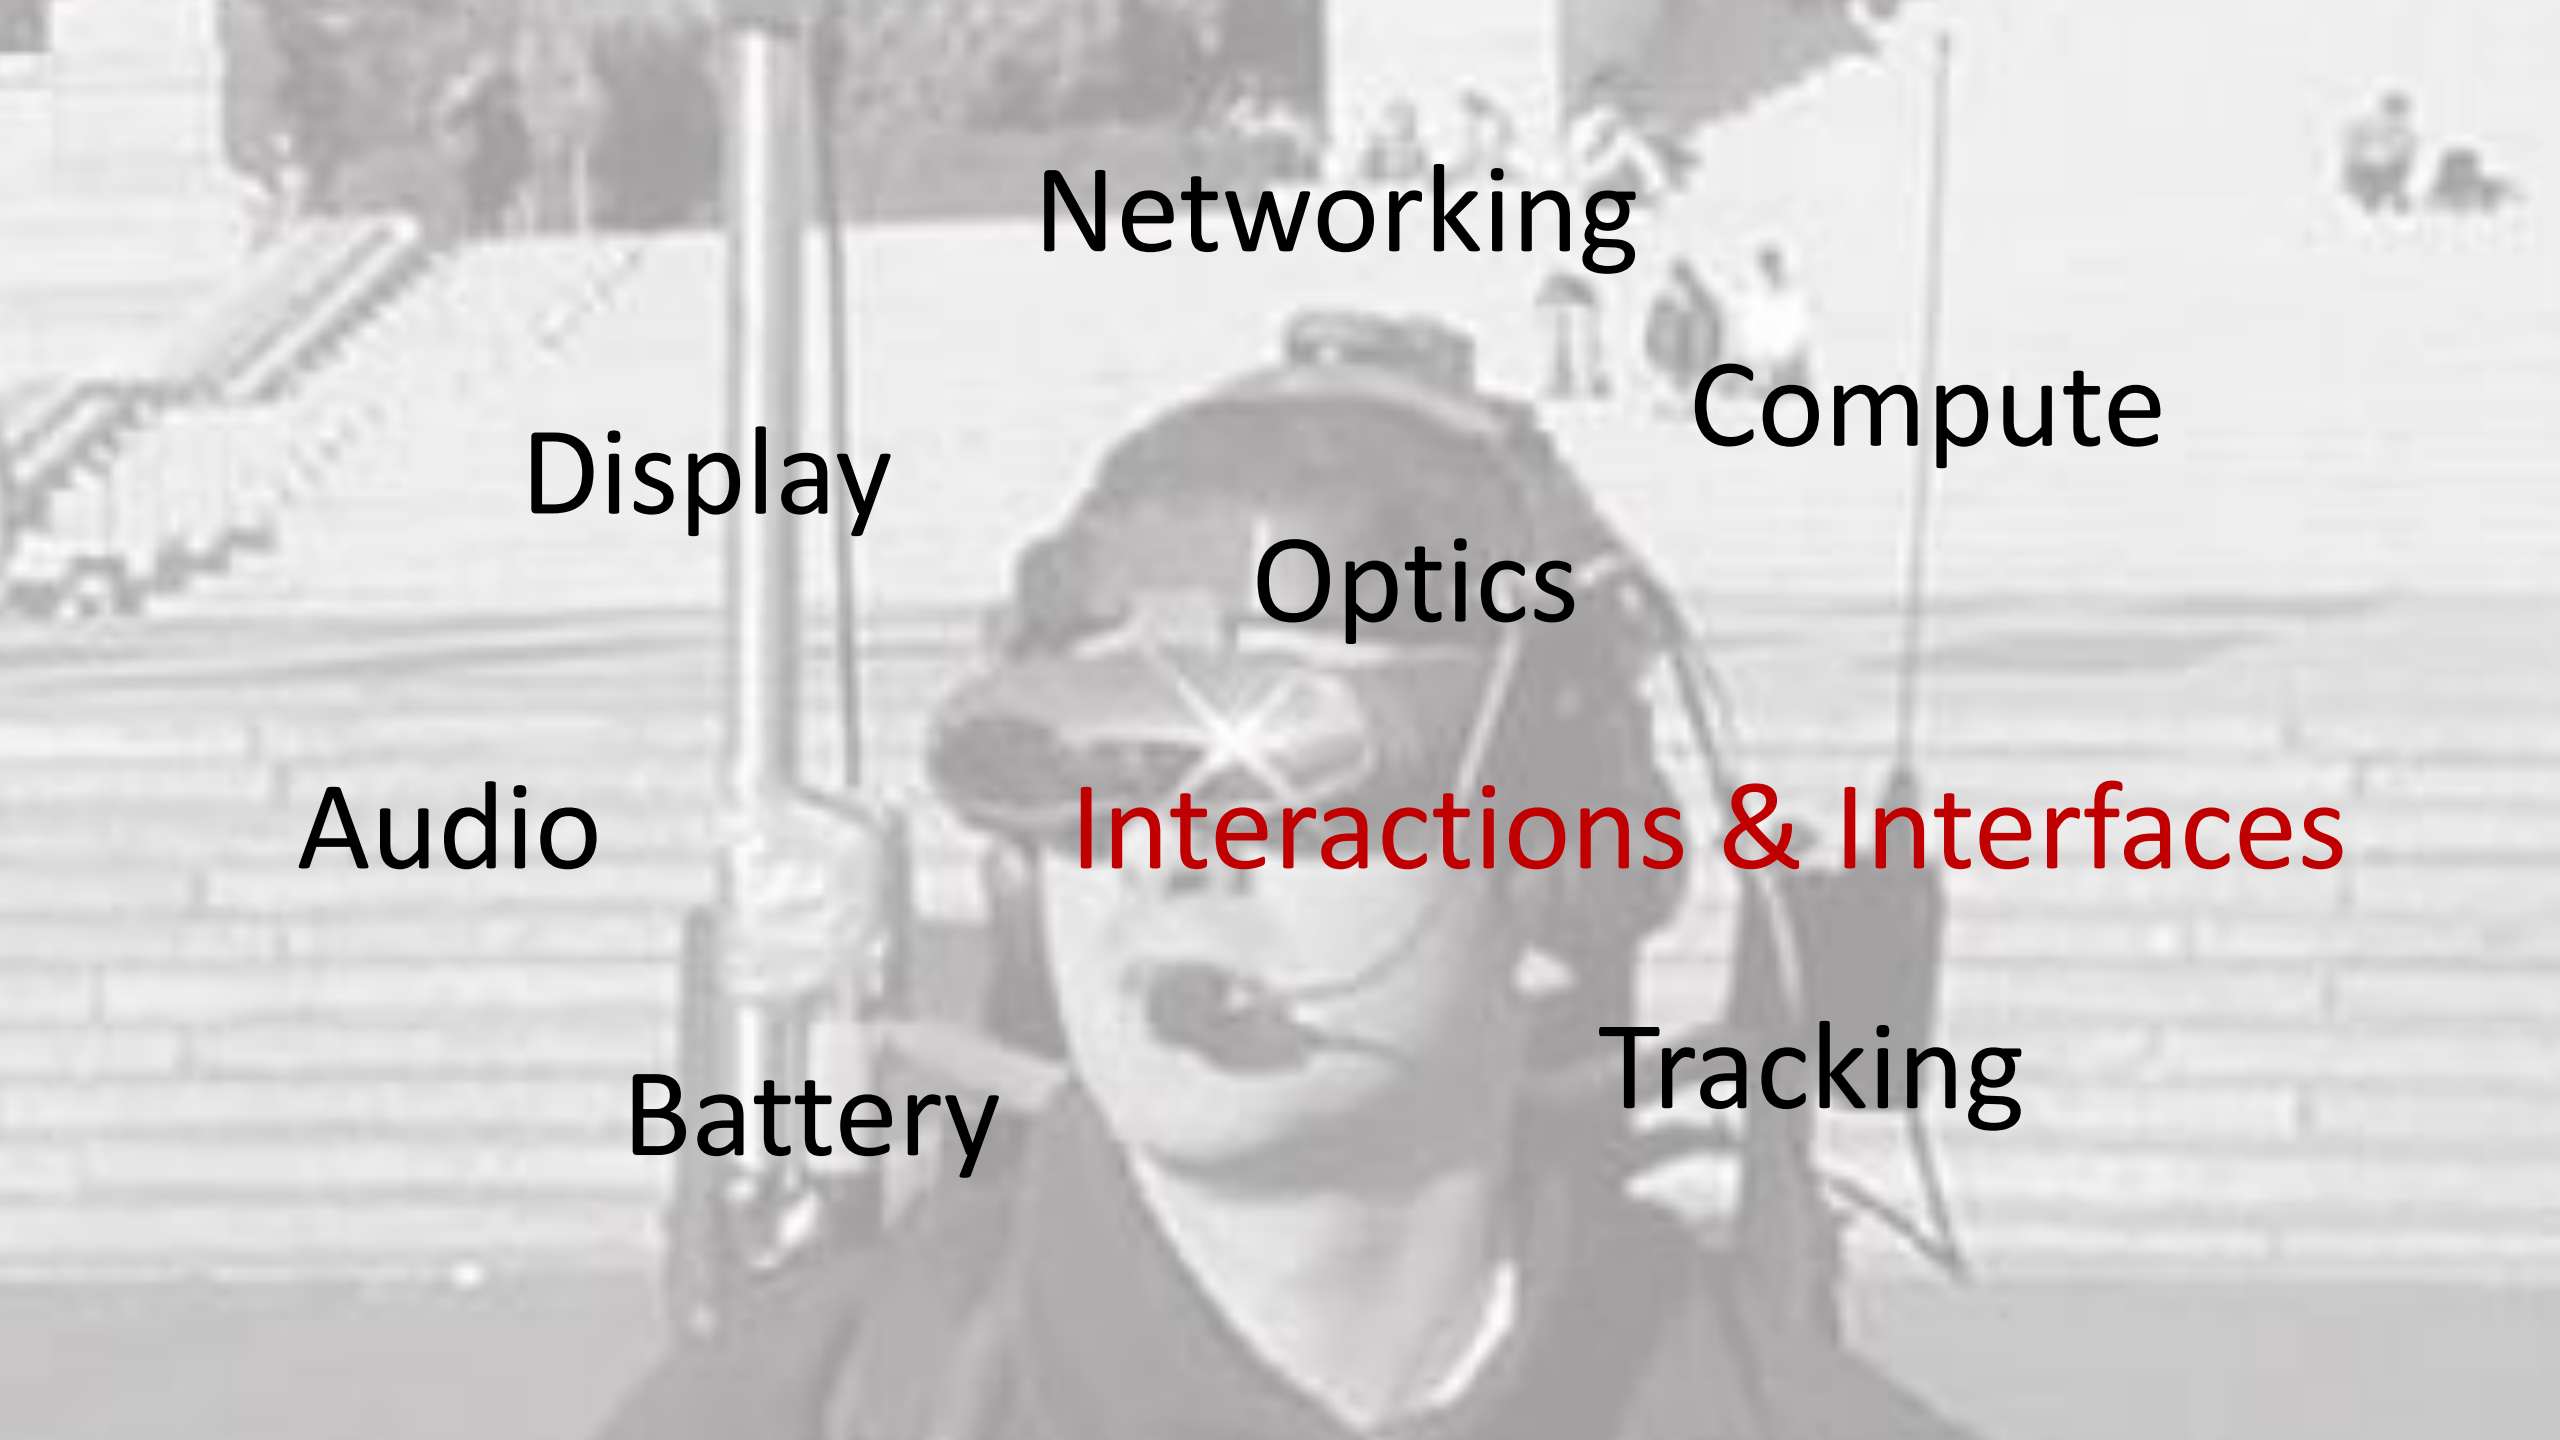 Networking
Compute
Display
Optics
Audio
Interactions & Interfaces
Tracking
Battery